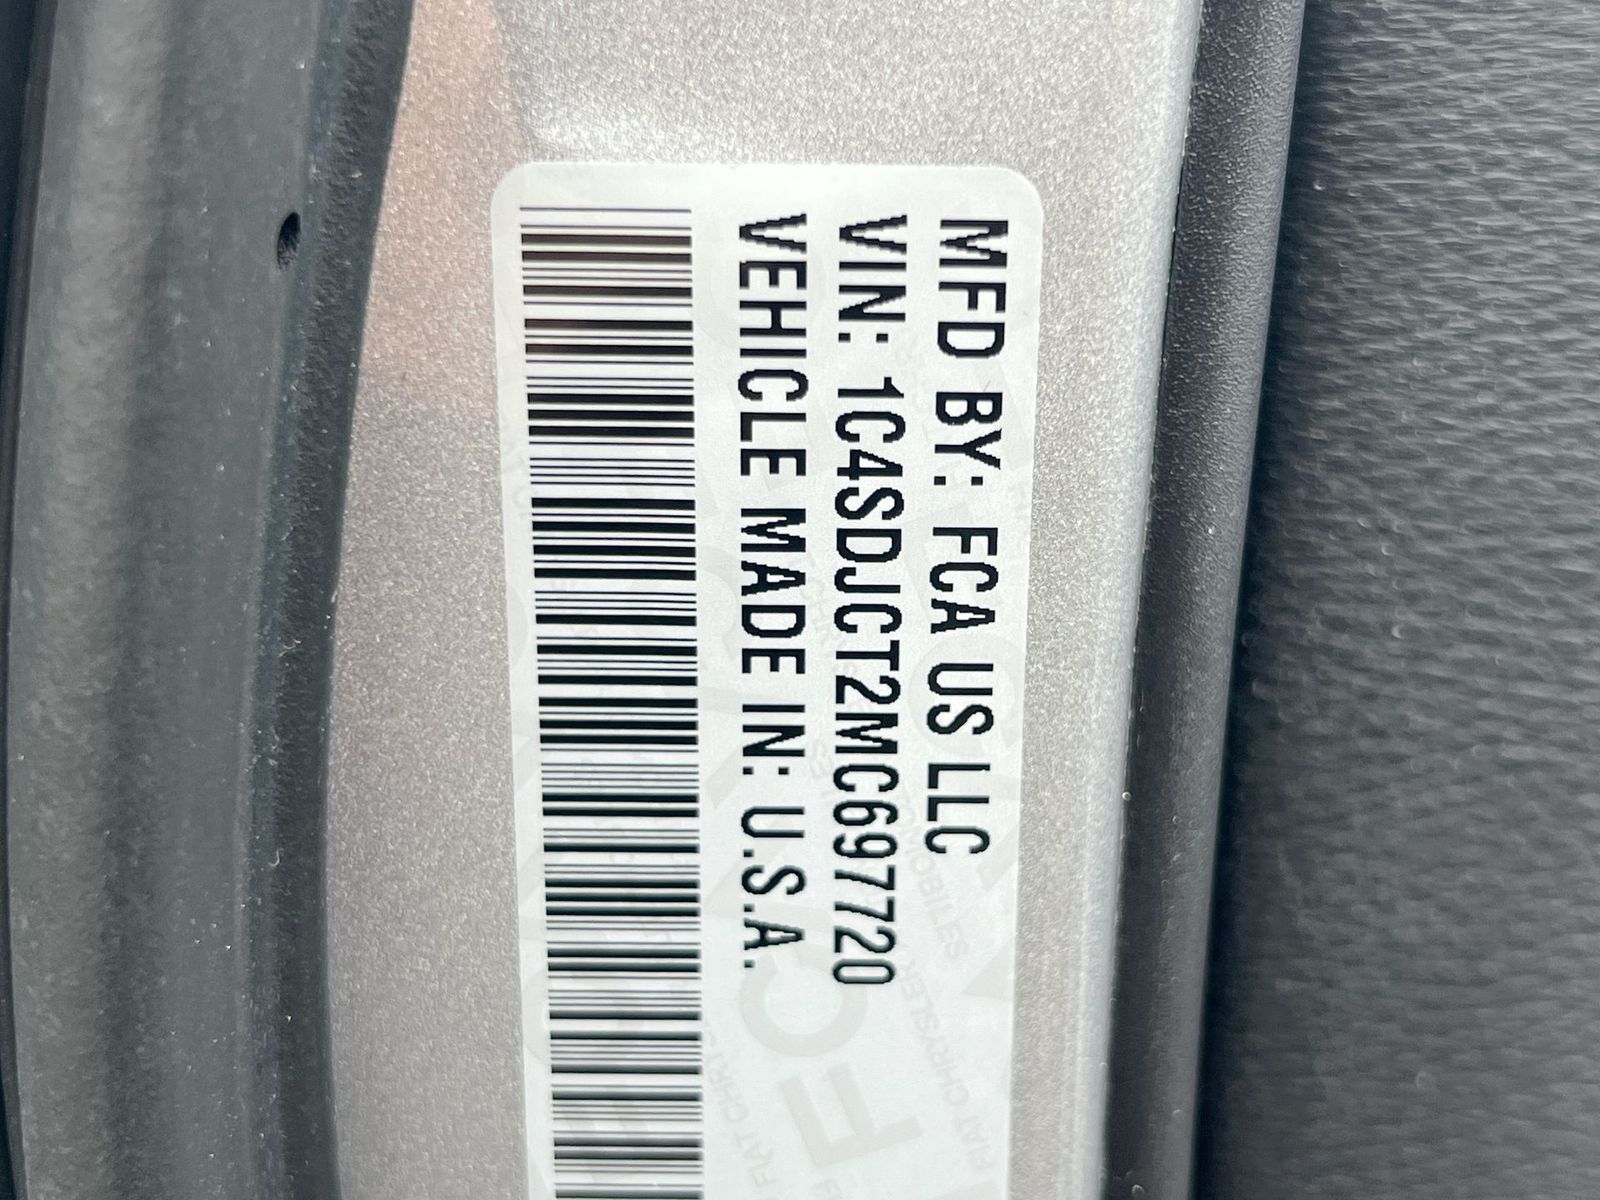 MFD BY: FCA US LLC
VIN: 1C4SDJCT2MC697720
VEHICLE MADE IN: U.S.A.